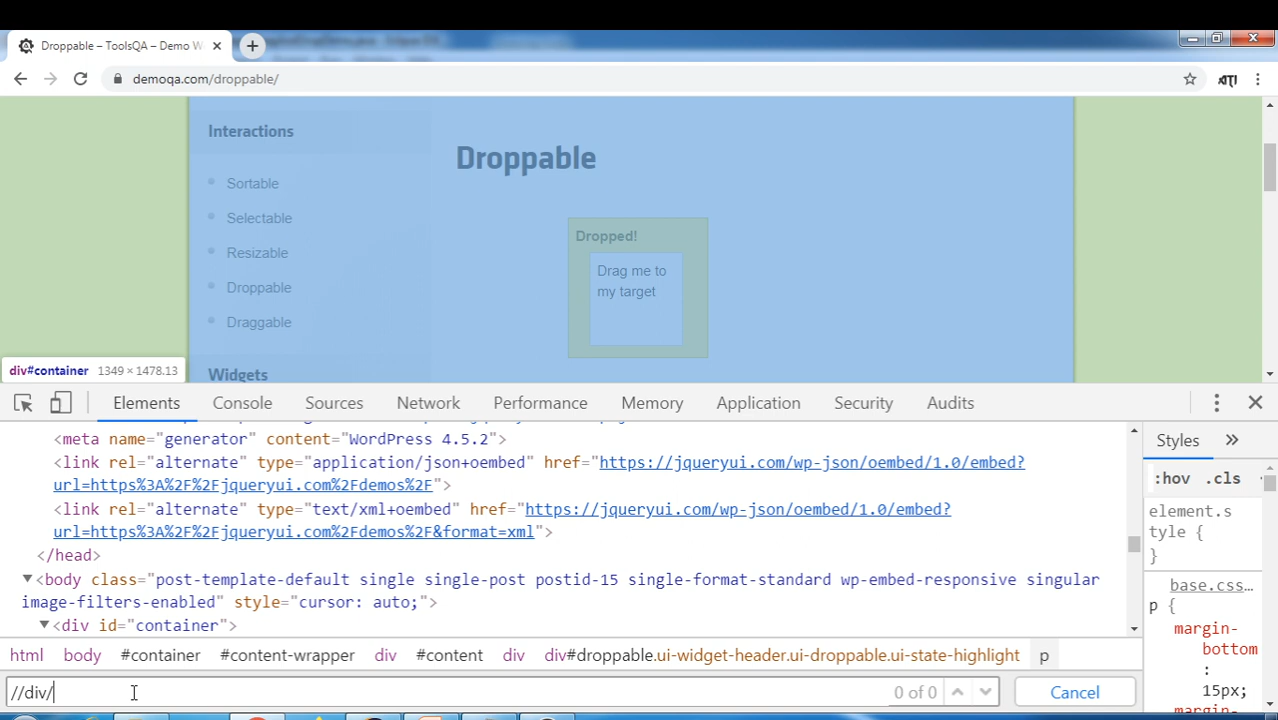 Droppable – ToolsQA – Demo W
demoqa.com/droppable/
Interactions
Sortable
Selectable
Resizable
Droppable
Draggable
Widgets
Droppable
Dropped!
Drag me to
my target
div#container 1349 × 1478.13
Elements Console Sources Network Performance Memory Application Security Audits
<meta name="generator" content="WordPress 4.5.2">
<link rel="alternate" type="application/json+oembed" href="https://jqueryui.com/wp-json/oembed/1.0/embed?
url=https%3A%2F%2Fjqueryui.com%2Fdemos%2F">
<link rel="alternate" type="text/xml+oembed" href="https://jqueryui.com/wp-json/oembed/1.0/embed?
url=https%3A%2F%2Fjqueryui.com%2Fdemos%2F&format=xml">
</head>
<body class="post-template-default single single-post postid-15 single-format-standard wp-embed-responsive singular
image-filters-enabled" style="cursor: auto;">
<div id="container">
Styles
:hov .cls
element.s
tyle {
}
base.css…
p {
margin-
bottom
:
15px;
html body #container #content-wrapper div #content div div#droppable.ui-widget-header.ui-droppable.ui-state-highlight p
//div/
0 of 0
Cancel